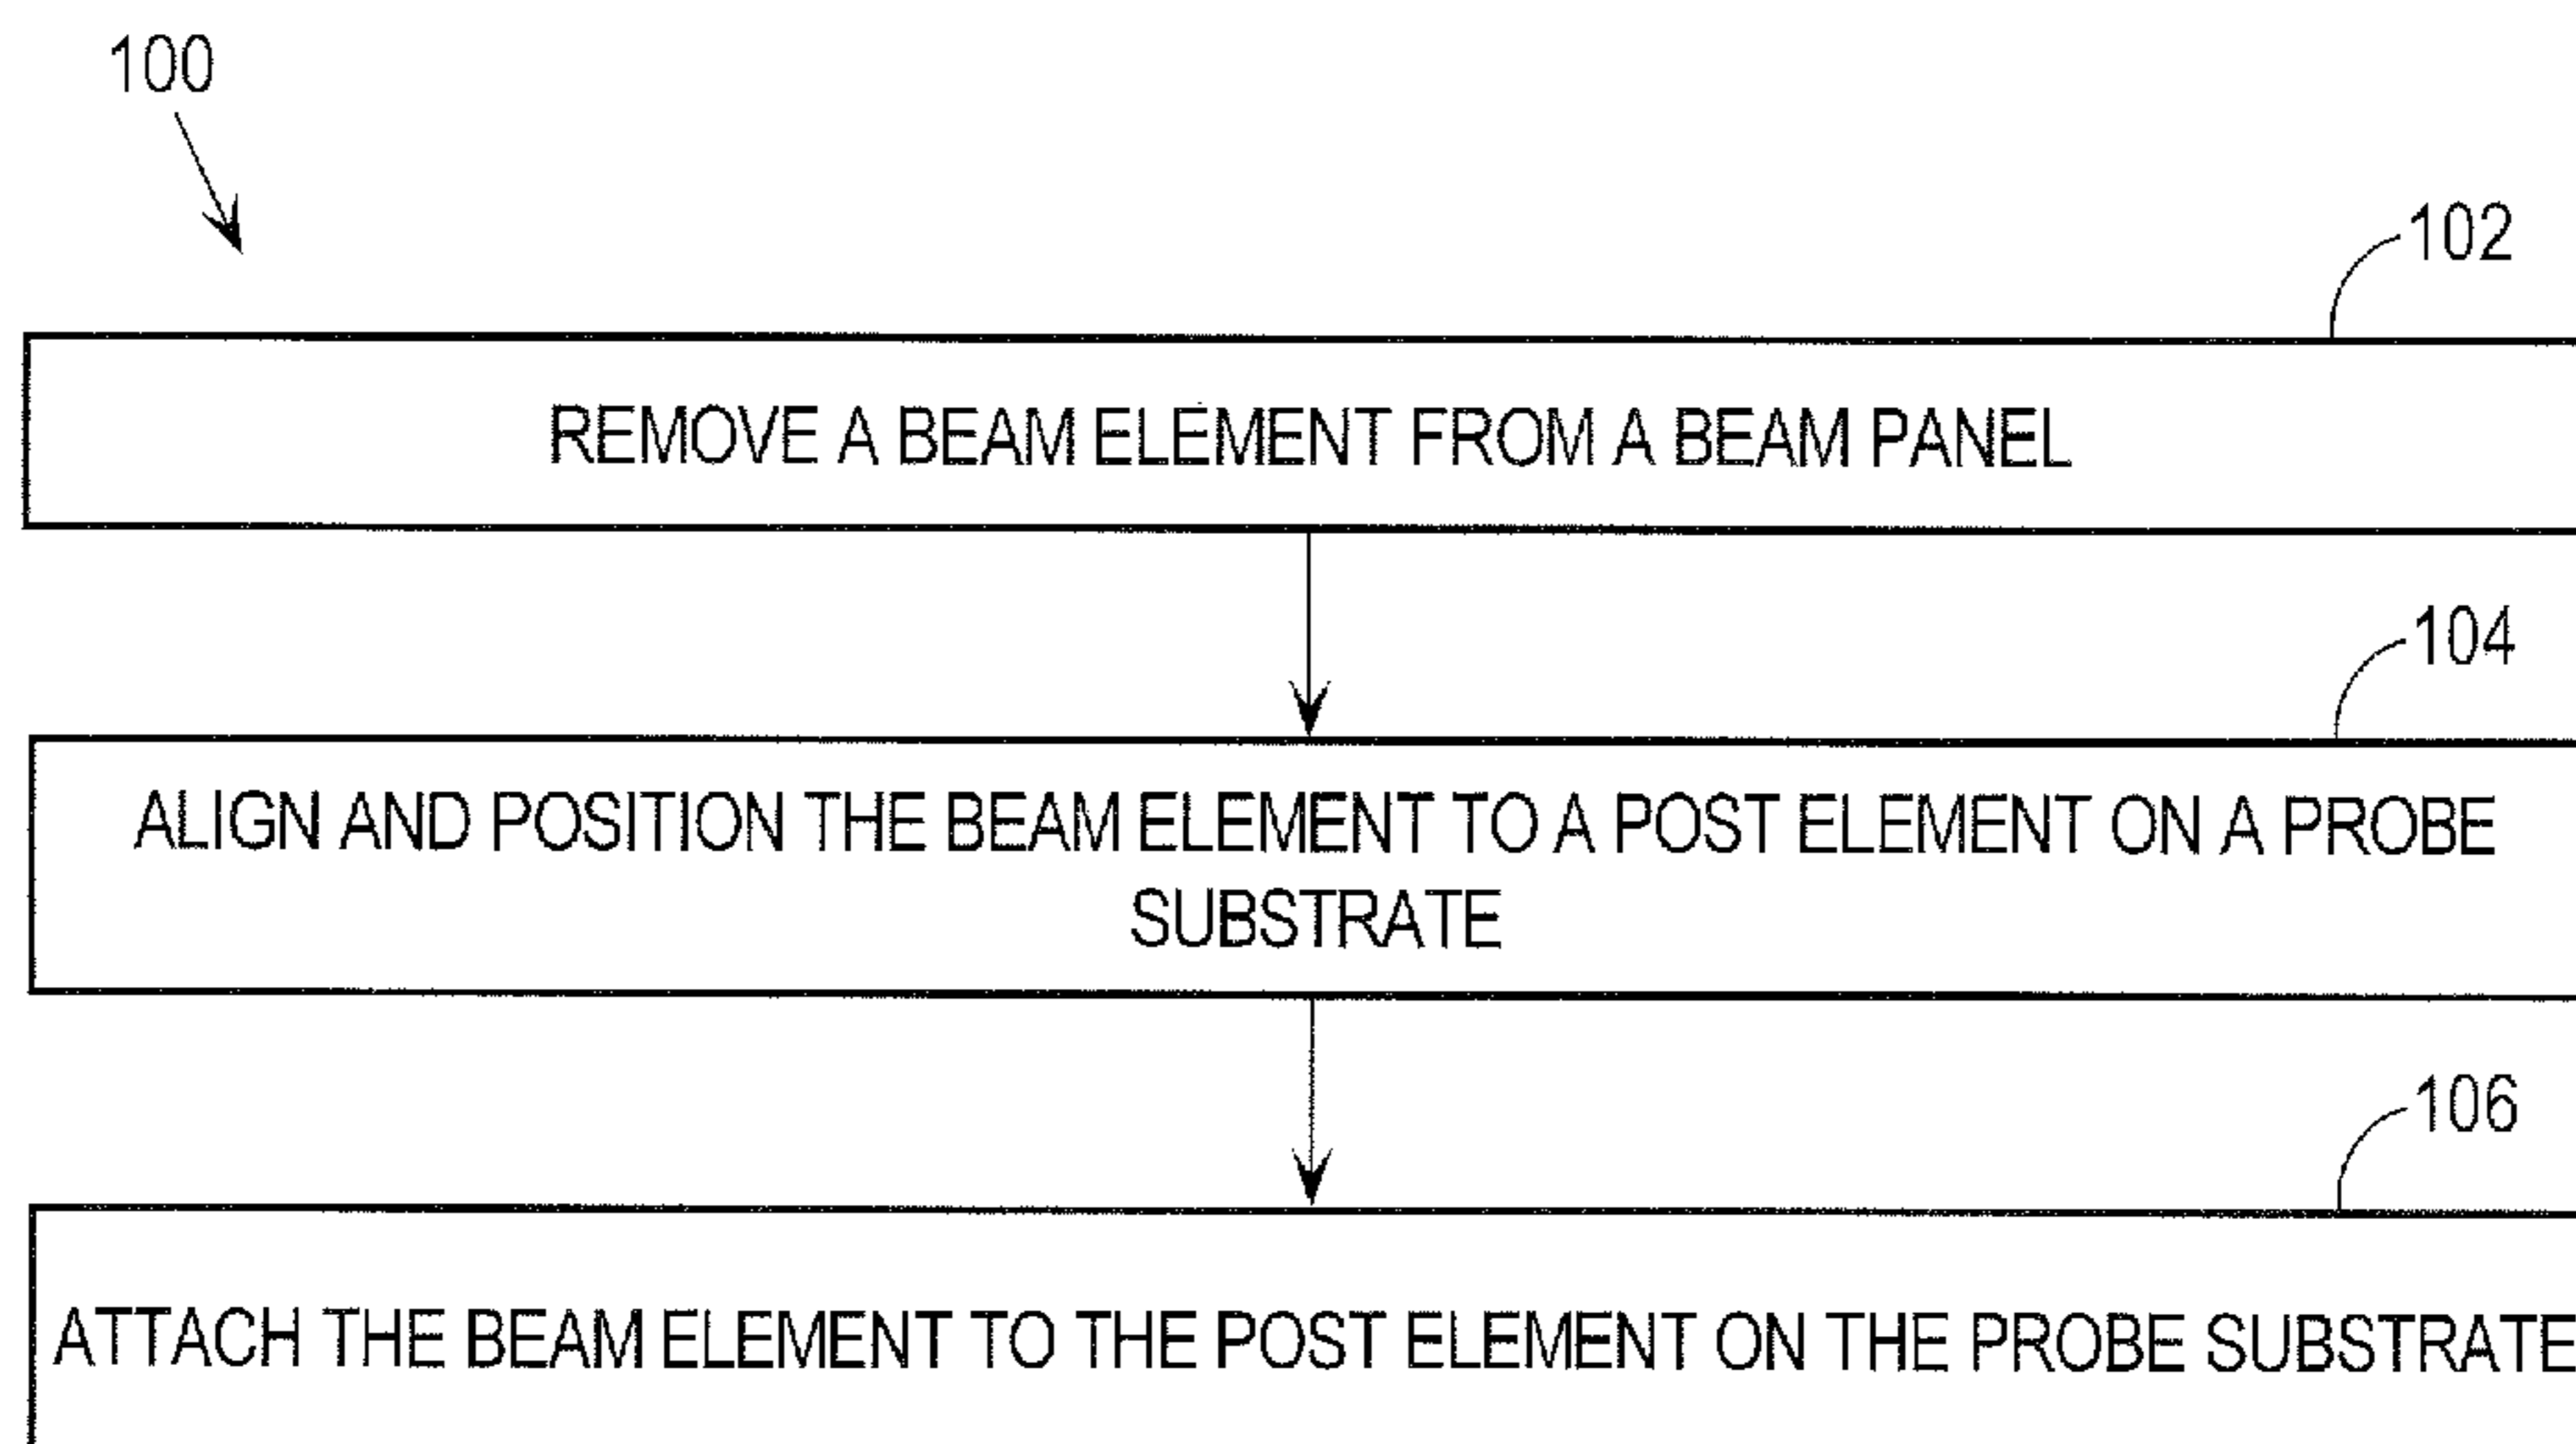 100
102
REMOVE A BEAM ELEMENT FROM A BEAM PANEL
104
ALIGN AND POSITION THE BEAM ELEMENT TO A POST ELEMENT ON A PROBE
SUBSTRATE
106
ATTACH THE BEAM ELEMENT TO THE POST ELEMENT ON THE PROBE SUBSTRATE